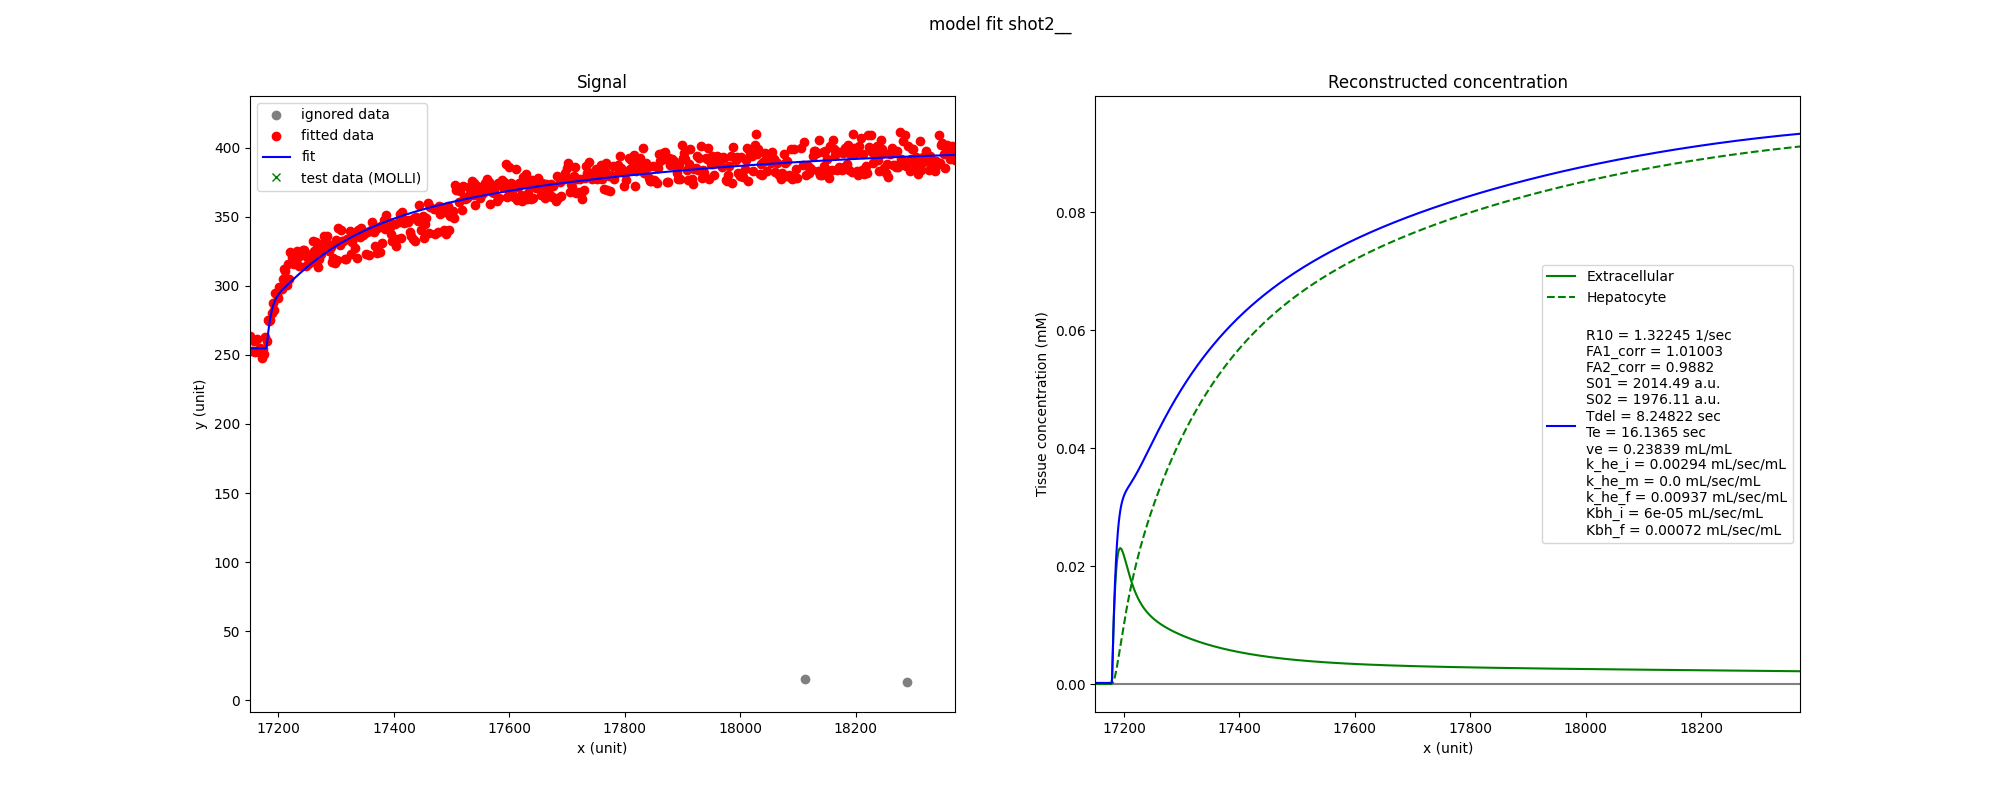 model fit shot2__
Signal
ignored data
fitted data
fit
test data (MOLLI)
400
350
300
250
200
150
100
50
0
y (unit)
17200 17400 17600 17800 18000 18200
x (unit)
Reconstructed concentration
0.08
0.06
0.04
0.02
0.00
Tissue concentration (mM)
Extracellular
Hepatocyte
R10 = 1.32245 1/sec
FA1_corr = 1.01003
FA2_corr = 0.9882
S01 = 2014.49 a.u.
S02 = 1976.11 a.u.
Tdel = 8.24822 sec
Te = 16.1365 sec
ve = 0.23839 mL/mL
k_he_i = 0.00294 mL/sec/mL
k_he_m = 0.0 mL/sec/mL
k_he_f = 0.00937 mL/sec/mL
Kbh_i = 6e-05 mL/sec/mL
Kbh_f = 0.00072 mL/sec/mL
17200 17400 17600 17800 18000 18200
x (unit)